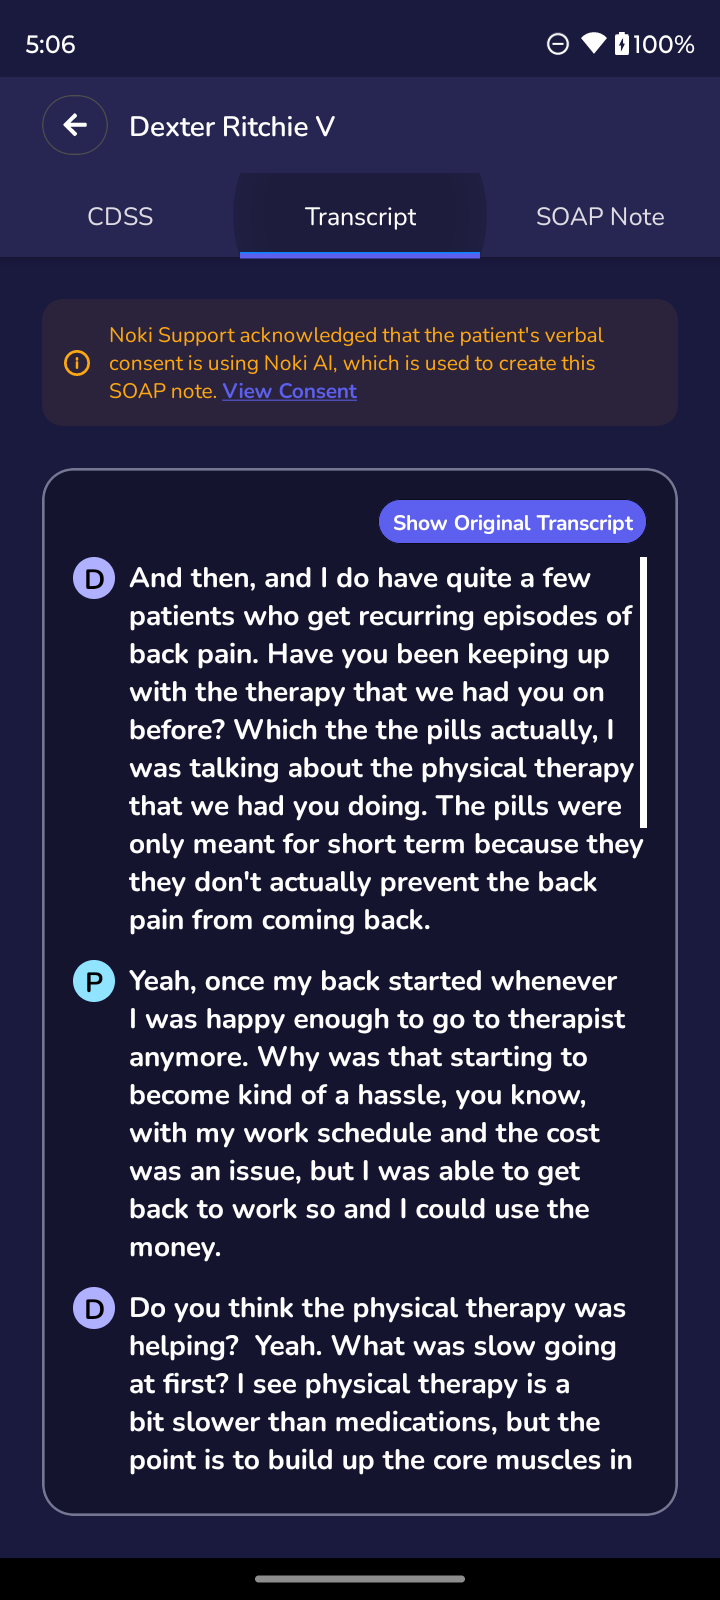 5:06
100%
Dexter Ritchie V
CDSS
Transcript
SOAP Note
Noki Support acknowledged that the patient's verbal
consent is using Noki AI, which is used to create this
SOAP note. View Consent
Show Original Transcript
D
And then, and I do have quite a few
patients who get recurring episodes of
back pain. Have you been keeping up
with the therapy that we had you on
before? Which the the pills actually, I
was talking about the physical therapy
that we had you doing. The pills were
only meant for short term because they
they don't actually prevent the back
pain from coming back.
P
Yeah, once my back started whenever
I was happy enough to go to therapist
anymore. Why was that starting to
become kind of a hassle, you know,
with my work schedule and the cost
was an issue, but I was able to get
back to work so and I could use the
money.
D
Do you think the physical therapy was
helping?  Yeah. What was slow going
at first? I see physical therapy is a
bit slower than medications, but the
point is to build up the core muscles in